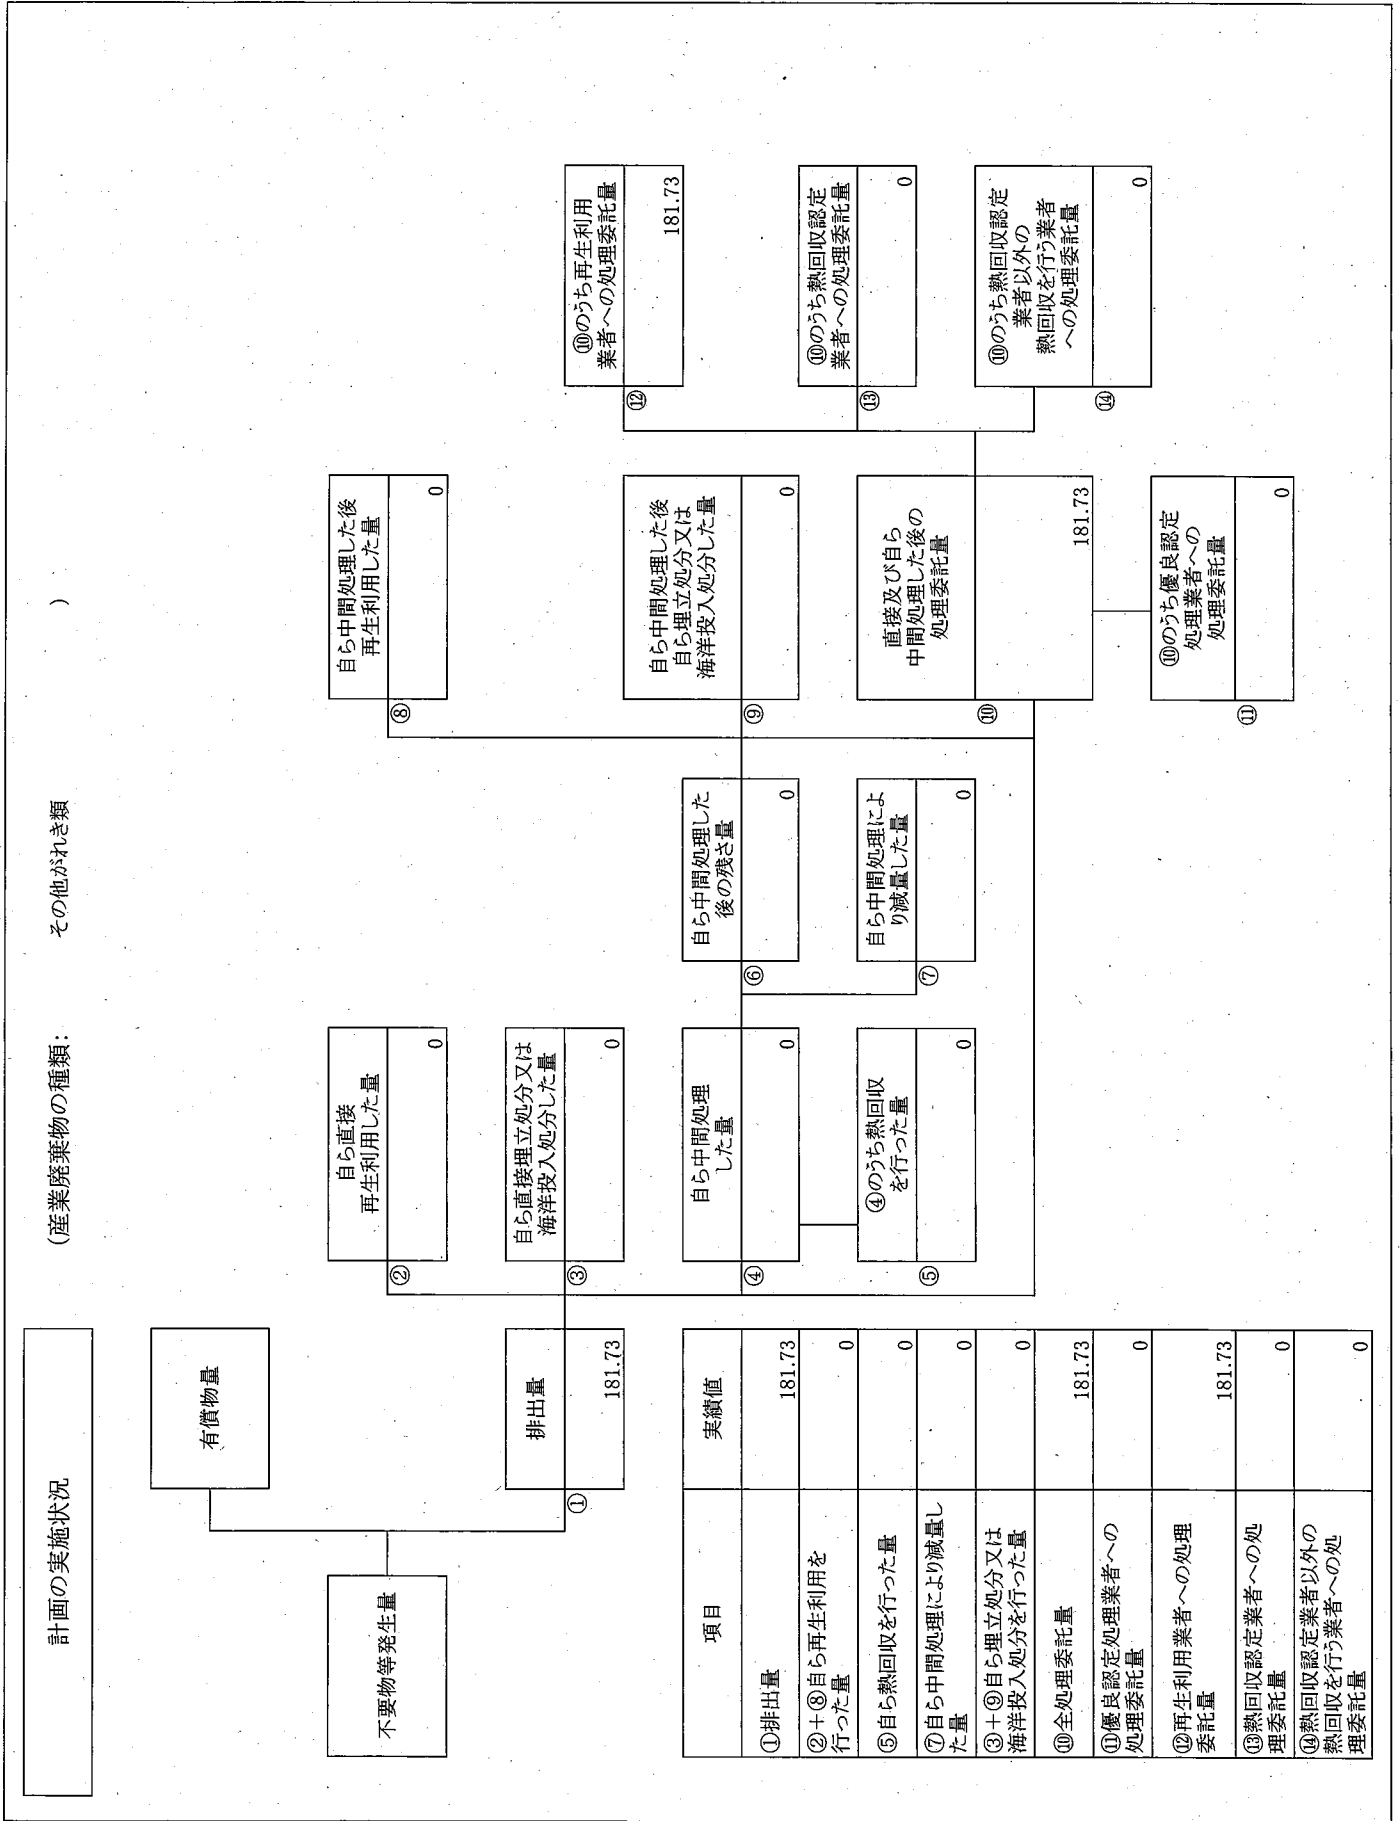 計画の実施状況
(産業廃棄物の種類:
その他がれき類
)
不要物等発生量
有償物量
①
排出量
181.73
②
自ら直接
再生利用した量
0
③
自ら直接埋立処分又は
海洋投入処分した量
0
④
自ら中間処理
した量
0
⑤
④のうち熱回収
を行った量
0
⑥
自ら中間処理した
後の残さ量
0
⑦
自ら中間処理によ
り減量した量
0
⑧
自ら中間処理した後
再生利用した量
0
⑨
自ら中間処理した後
自ら埋立処分又は
海洋投入処分した量
0
⑩
直接及び自ら
中間処理した後の
処理委託量
181.73
⑪
⑩のうち優良認定
処理業者への
処理委託量
0
⑫
⑩のうち再生利用
業者への処理委託量
181.73
⑬
⑩のうち熱回収認定
業者への処理委託量
0
⑭
⑩のうち熱回収認定
業者以外の
熱回収を行う業者
への処理委託量
0
項目 実績値
①排出量 181.73
②+⑧自ら再生利用を
行った量 0
⑤自ら熱回収を行った量 0
⑦自ら中間処理により減量し
た量 0
③+⑨自ら埋立処分又は
海洋投入処分を行った量 0
⑩全処理委託量 181.73
⑪優良認定処理業者への
処理委託量 0
⑫再生利用業者への処理
委託量 181.73
⑬熱回収認定業者への処
理委託量 0
⑭熱回収認定業者以外の
熱回収を行う業者への処
理委託量 0